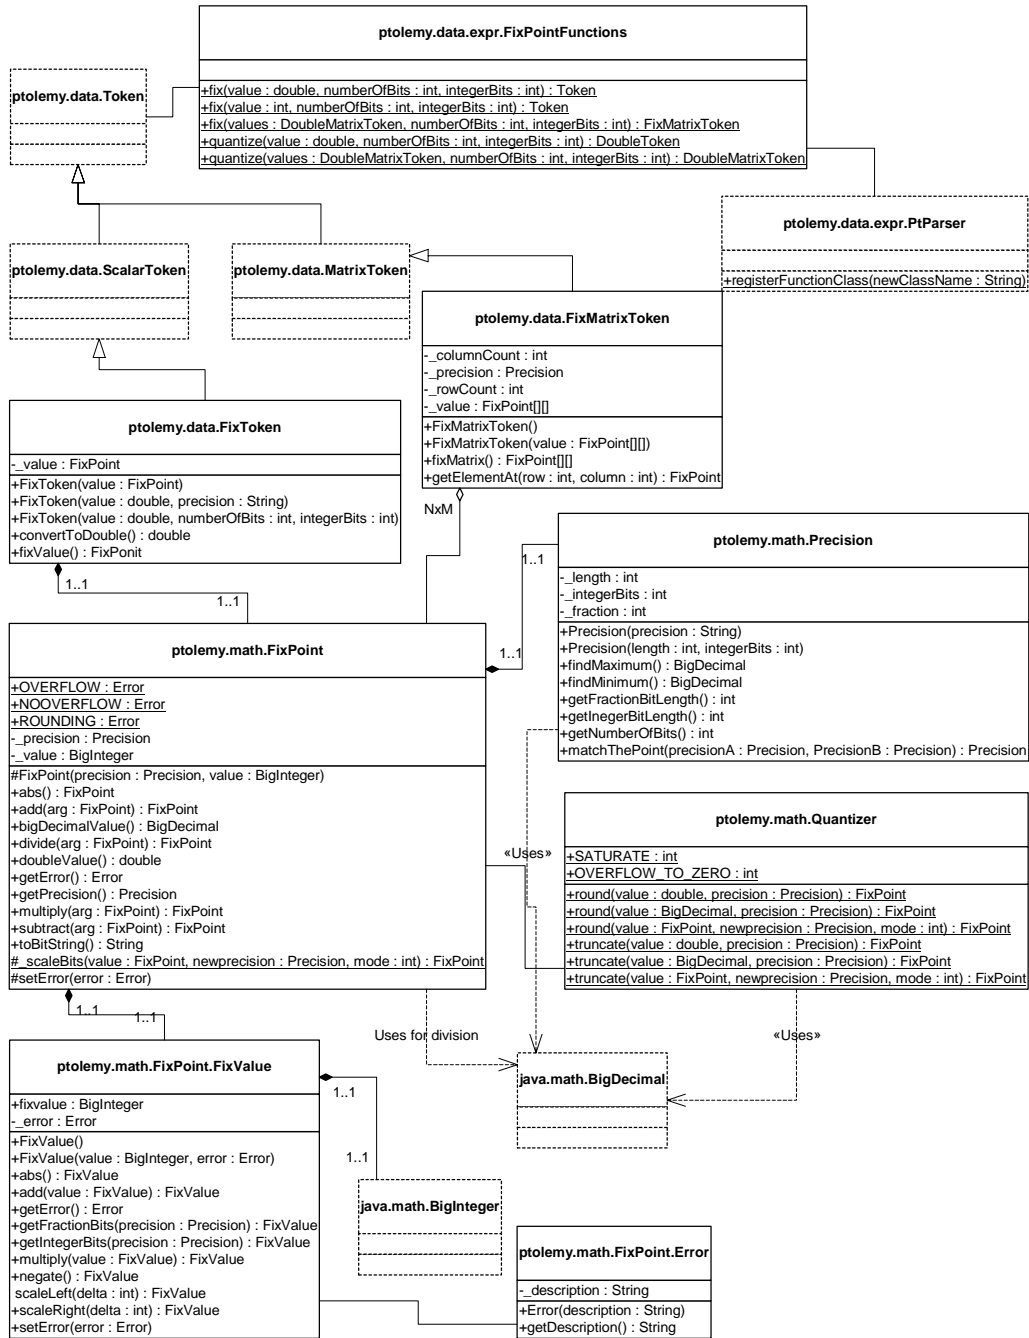 ptolemy.data.expr.FixPointFunctions
+fix(value : double, numberOfBits : int, integerBits : int) : Token
+fix(value : int, numberOfBits : int, integerBits : int) : Token
+fix(values : DoubleMatrixToken, numberOfBits : int, integerBits : int) : FixMatrixToken
+quantize(value : double, numberOfBits : int, integerBits : int) : DoubleToken
+quantize(values : DoubleMatrixToken, numberOfBits : int, integerBits : int) : DoubleMatrixToken
ptolemy.data.Token
ptolemy.data.expr.PtParser
+registerFunctionClass(newClassName : String)
ptolemy.data.ScalarToken
ptolemy.data.MatrixToken
ptolemy.data.FixMatrixToken
-_columnCount : int
-_precision : Precision
-_rowCount : int
-_value : FixPoint[][]
+FixMatrixToken()
+FixMatrixToken(value : FixPoint[][])
+fixMatrix() : FixPoint[][]
+getElementAt(row : int, column : int) : FixPoint
ptolemy.data.FixToken
-_value : FixPoint
+FixToken(value : FixPoint)
+FixToken(value : double, precision : String)
+FixToken(value : double, numberOfBits : int, integerBits : int)
+convertToDouble() : double
+fixValue() : FixPonit
NxM
1..1
1..1
1..1
1..1
ptolemy.math.Precision
-_length : int
-_integerBits : int
-_fraction : int
+Precision(precision : String)
+Precision(length : int, integerBits : int)
+findMaximum() : BigDecimal
+findMinimum() : BigDecimal
+getFractionBitLength() : int
+getInegerBitLength() : int
+getNumberOfBits() : int
+matchThePoint(precisionA : Precision, PrecisionB : Precision) : Precision
ptolemy.math.FixPoint
+OVERFLOW : Error
+NOOVERFLOW : Error
+ROUNDING : Error
-_precision : Precision
-_value : BigInteger
#FixPoint(precision : Precision, value : BigInteger)
+abs() : FixPoint
+add(arg : FixPoint) : FixPoint
+bigDecimalValue() : BigDecimal
+divide(arg : FixPoint) : FixPoint
+doubleValue() : double
+getError() : Error
+getPrecision() : Precision
+multiply(arg : FixPoint) : FixPoint
+subtract(arg : FixPoint) : FixPoint
+toBitString() : String
#_scaleBits(value : FixPoint, newprecision : Precision, mode : int) : FixPoint
#setError(error : Error)
«Uses»
ptolemy.math.Quantizer
+SATURATE : int
+OVERFLOW_TO_ZERO : int
+round(value : double, precision : Precision) : FixPoint
+round(value : BigDecimal, precision : Precision) : FixPoint
+round(value : FixPoint, newprecision : Precision, mode : int) : FixPoint
+truncate(value : double, precision : Precision) : FixPoint
+truncate(value : BigDecimal, precision : Precision) : FixPoint
+truncate(value : FixPoint, newprecision : Precision, mode : int) : FixPoint
1..1
1..1
Uses for division
«Uses»
ptolemy.math.FixPoint.FixValue
+fixvalue : BigInteger
-_error : Error
+FixValue()
+FixValue(value : BigInteger, error : Error)
+abs() : FixValue
+add(value : FixValue) : FixValue
+getError() : Error
+getFractionBits(precision : Precision) : FixValue
+getIntegerBits(precision : Precision) : FixValue
+multiply(value : FixValue) : FixValue
+negate() : FixValue
scaleLeft(delta : int) : FixValue
+scaleRight(delta : int) : FixValue
+setError(error : Error)
java.math.BigDecimal
1..1
1..1
java.math.BigInteger
ptolemy.math.FixPoint.Error
-_description : String
+Error(description : String)
+getDescription() : String